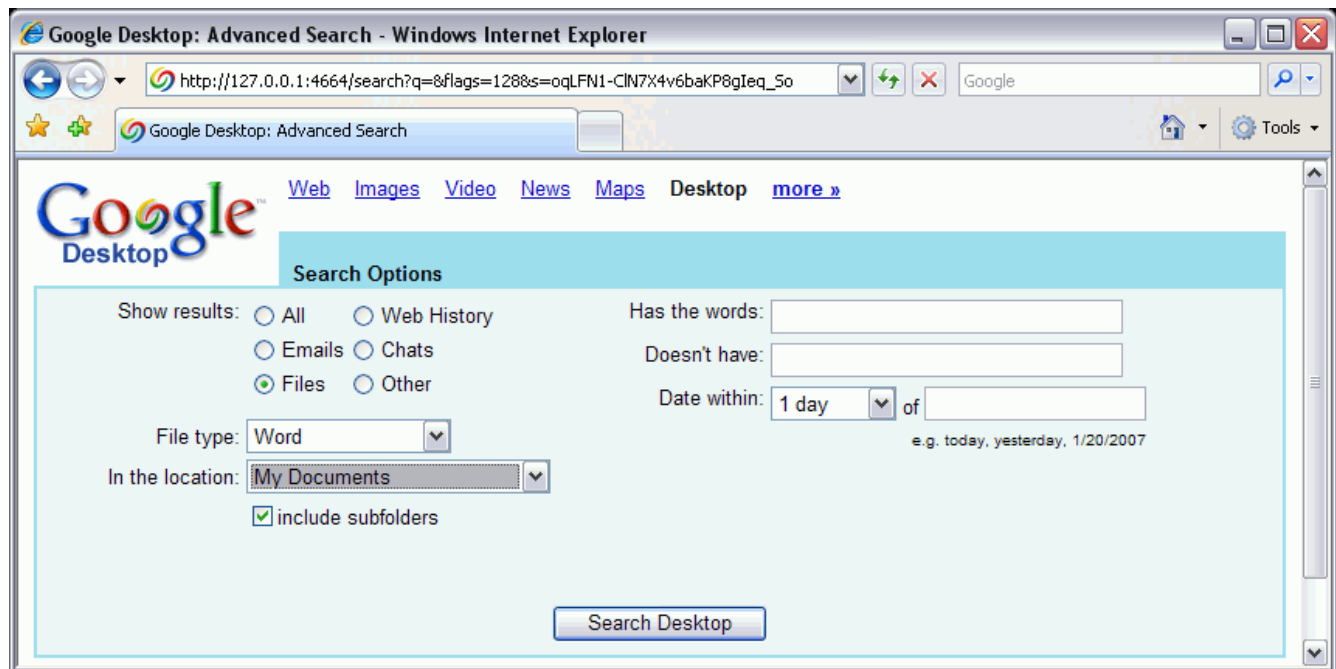 Google Desktop: Advanced Search - Windows Internet Explorer
http://127.0.0.1:4664/search?q=&flags=128&s=oqLFN1-ClN7X4v6baKP8gIeq_So
Google
Google Desktop: Advanced Search
Tools
Google™
Desktop
Web Images Video News Maps Desktop more »
Search Options
Show results: All Web History
Emails Chats
Files Other
File type: Word
In the location: My Documents
include subfolders
Has the words:
Doesn't have:
Date within: 1 day of
e.g. today, yesterday, 1/20/2007
Search Desktop